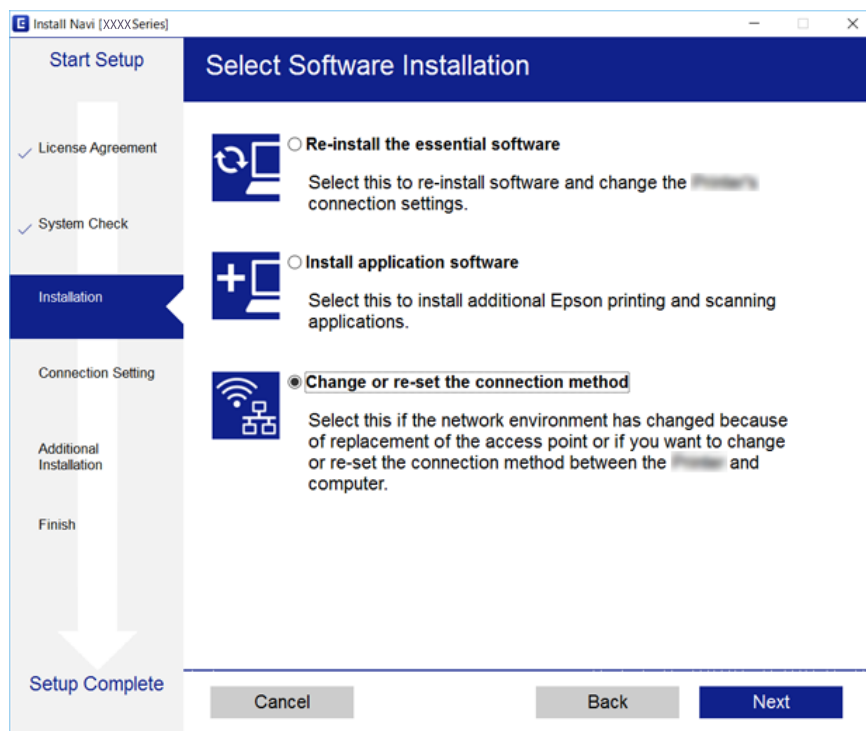 E Install Navi [XXXX Series]
Start Setup
Select Software Installation
License Agreement
System Check
Installation
Connection Setting
Additional
Installation
Finish
Setup Complete
Re-install the essential software
Select this to re-install software and change the
connection settings.
Install application software
Select this to install additional Epson printing and scanning
applications.
Change or re-set the connection method
Select this if the network environment has changed because
of replacement of the access point or if you want to change
or re-set the connection method between the and
computer.
Cancel
Back
Next